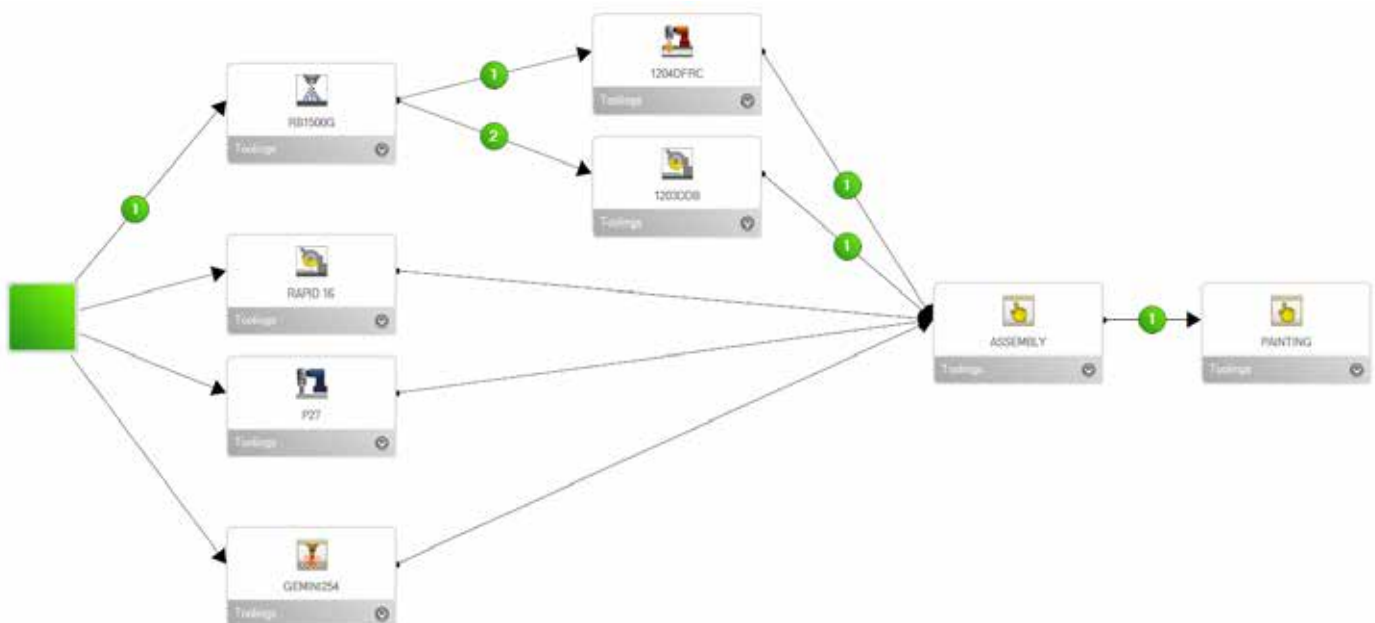 1
RB1500G
Toolings
1
2
1204DFRC
Toolings
1203DDB
Toolings
1
1
RAPID 16
Toolings
P27
Toolings
GEMINI254
Toolings
ASSEMBLY
Toolings
1
PAINTING
Toolings